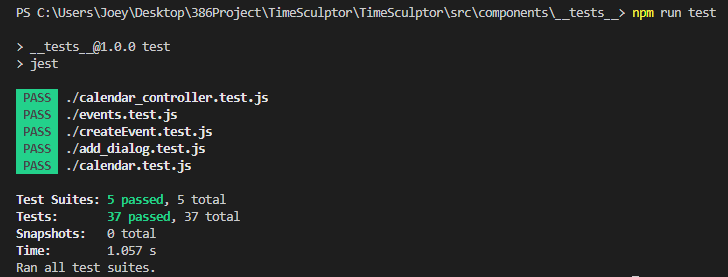 PS C:\Users\Joey\Desktop\386Project\TimeSculptor\TimeSculptor\src\components\__tests__> npm run test
> __tests__@1.0.0 test
> jest
PASS ./calendar_controller.test.js
PASS ./events.test.js
PASS ./createEvent.test.js
PASS ./add_dialog.test.js
PASS ./calendar.test.js
Test Suites: 5 passed, 5 total
Tests: 37 passed, 37 total
Snapshots: 0 total
Time: 1.057 s
Ran all test suites.